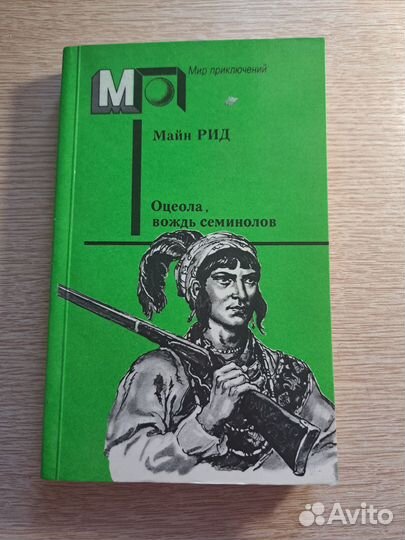 МП
Мир приключений
Майн РИД
Оцеола,
вождь семинолов
Avito